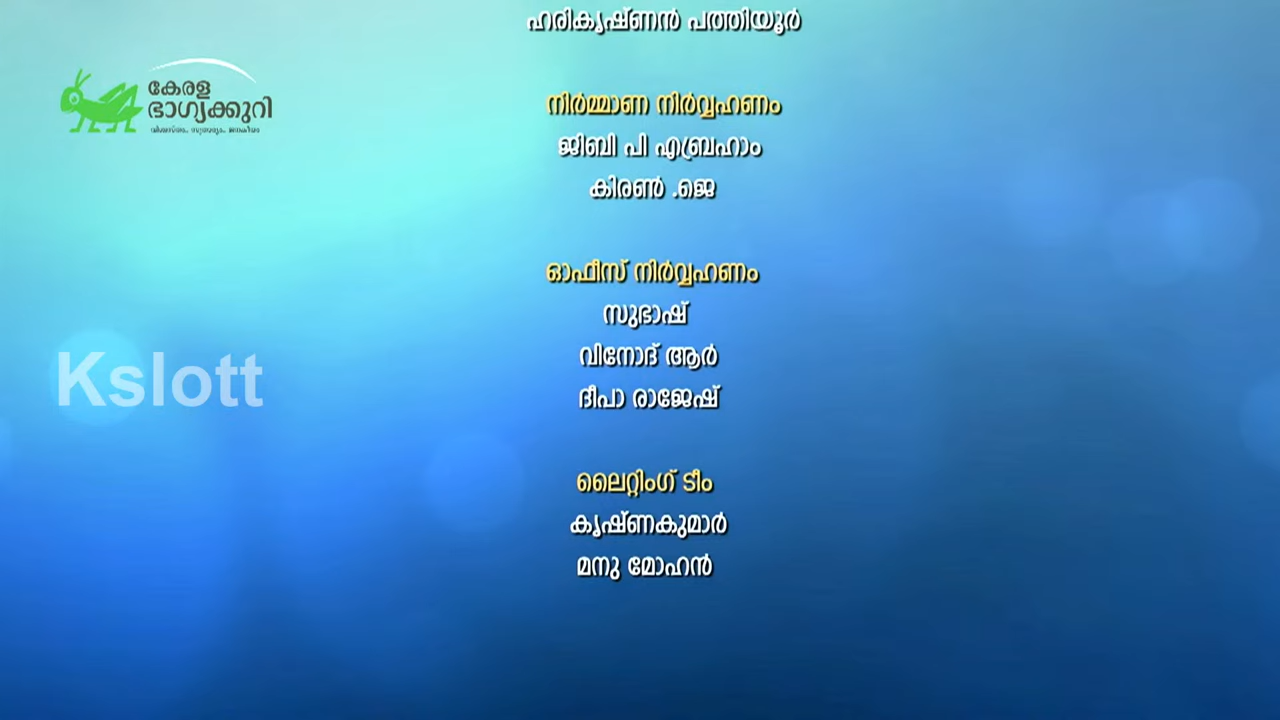 ഹരികൃഷ്ണൻ പത്തിയൂർ
കേരള
ഭാഗ്യക്കുറി
നിർമ്മാണ നിർവ്വഹണം
ജിബി പി എബ്രഹാം
കിരൺ .ജെ
ഓഫീസ് നിർവ്വഹണം
സുഭാഷ്
വിനോദ് ആർ
ദീപാ രാജേഷ്
Kslott
ലൈറ്റിംഗ് ടീം
കൃഷ്ണകുമാർ
മനു മോഹൻ